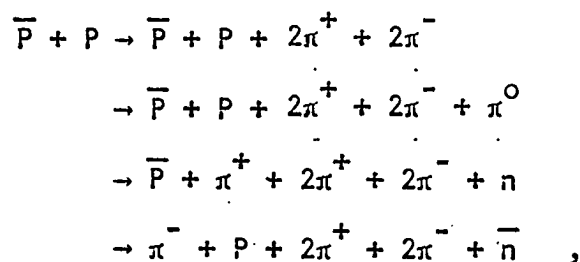 P̅ + P → P̅ + P + 2π⁺ + 2π⁻
→ P̅ + P + 2π⁺ + 2π⁻ + π⁰
→ P̅ + π⁺ + 2π⁺ + 2π⁻ + n
→ π⁻ + P + 2π⁺ + 2π⁻ + n̅ ,